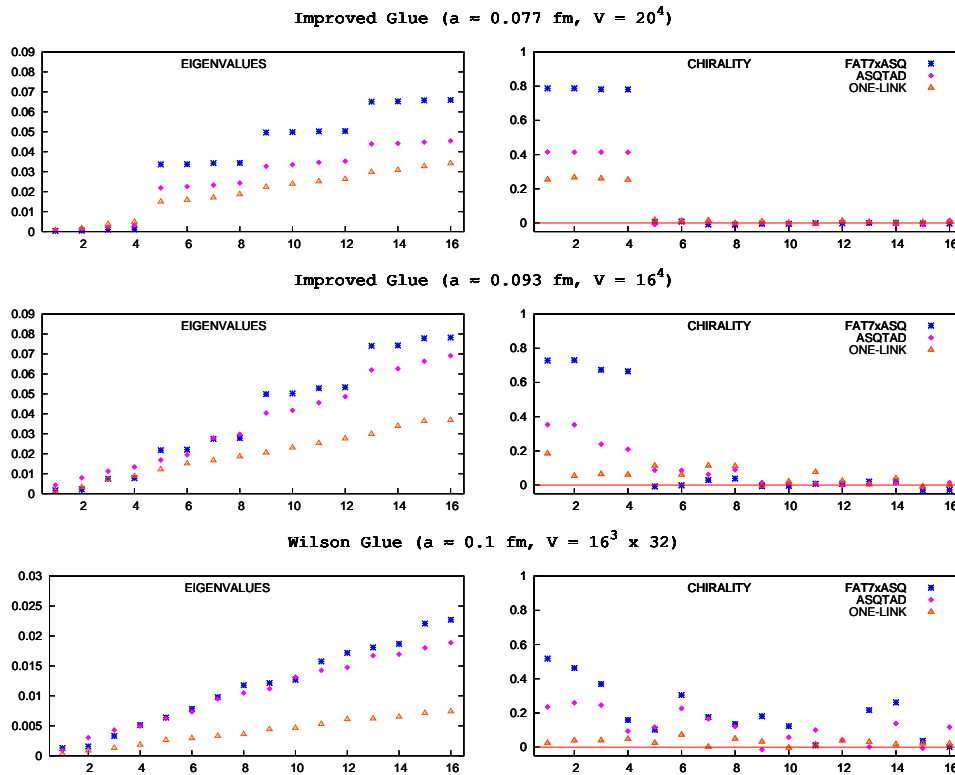 Improved Glue (a ≈ 0.077 fm, V = 20⁴)
EIGENVALUES
0.09
0.08
0.07
0.06
0.05
0.04
0.03
0.02
0.01
0
2 4 6 8 10 12 14 16
CHIRALITY
FAT7xASQ
ASQTAD
ONE-LINK
1
0.8
0.6
0.4
0.2
0
2 4 6 8 10 12 14 16
Improved Glue (a ≈ 0.093 fm, V = 16⁴)
EIGENVALUES
0.09
0.08
0.07
0.06
0.05
0.04
0.03
0.02
0.01
0
2 4 6 8 10 12 14 16
CHIRALITY
FAT7xASQ
ASQTAD
ONE-LINK
1
0.8
0.6
0.4
0.2
0
2 4 6 8 10 12 14 16
Wilson Glue (a ≈ 0.1 fm, V = 16³ x 32)
EIGENVALUES
0.03
0.025
0.02
0.015
0.01
0.005
0
2 4 6 8 10 12 14 16
CHIRALITY
FAT7xASQ
ASQTAD
ONE-LINK
1
0.8
0.6
0.4
0.2
0
2 4 6 8 10 12 14 16